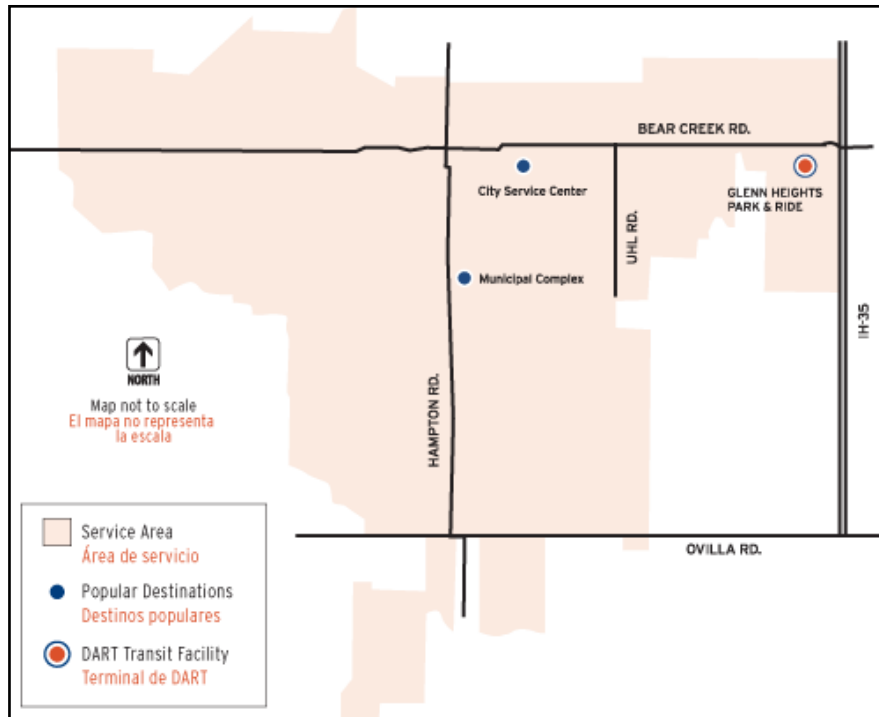 BEAR CREEK RD.
City Service Center
GLENN HEIGHTS
PARK & RIDE
UHL RD.
Municipal Complex
IH-35
NORTH
Map not to scale
El mapa no representa
la escala
HAMPTON RD.
OVILLA RD.
Service Area
Área de servicio
Popular Destinations
Destinos populares
DART Transit Facility
Terminal de DART